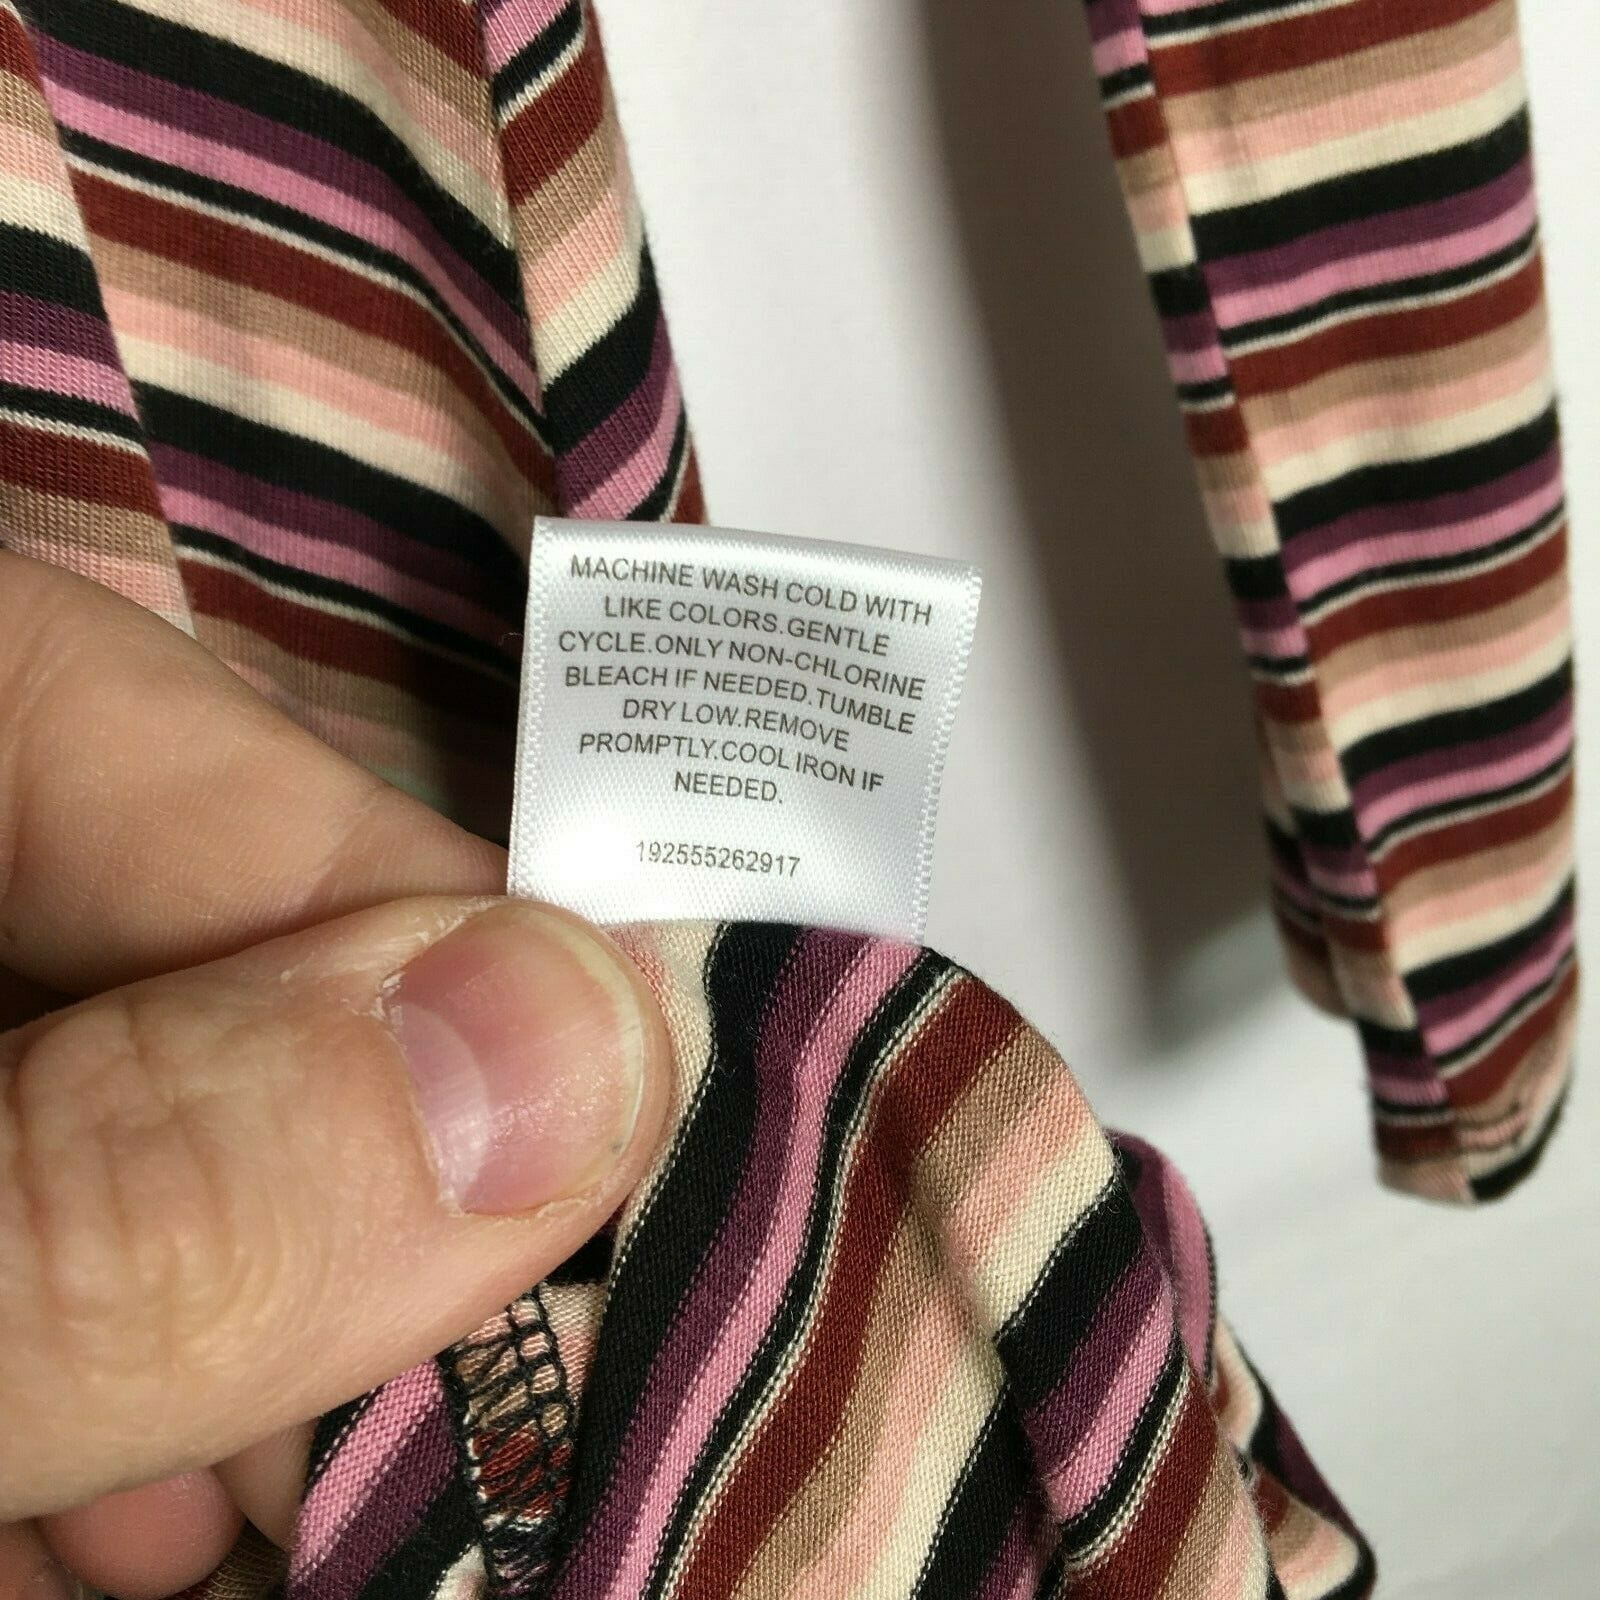 MACHINE WASH COLD WITH
LIKE COLORS.GENTLE
CYCLE.ONLY NON-CHLORINE
BLEACH IF NEEDED.TUMBLE
DRY LOW.REMOVE
PROMPTLY.COOL IRON IF
NEEDED.
192555262917